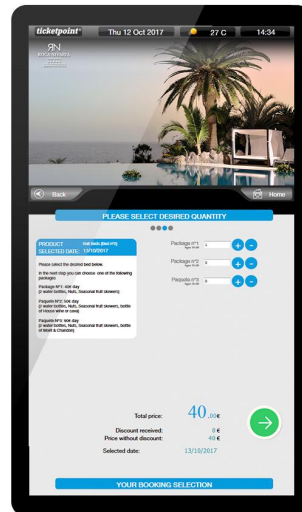 ticketpoint Thu 12 Oct 2017 27 C 14:34
RN
Back Home
PLEASE SELECT DESIRED QUANTITY
PRODUCT
SELECTED DATE: 13/10/2017
Please select the desired bed below.
In the next step you can choose one of the following
packages:
Package Nº1: 40€ day
(2 water bottles, Nuts, Seasonal fruit skewers)
Paquete Nº2: 50€ day
(2 water bottles, Nuts, Seasonal fruit skewers, bottle
of House wine or cava)
Paquete Nº3: 90€ day
(2 water bottles, Nuts, Seasonal fruit skewers, bottle
of Moët & Chandon)
Package nº1 1 + -
Package nº2 0 + -
Paquete nº3 0 + -
Total price: 40.00€
Discount received: 0 €
Price without discount: 40 €
Selected date: 13/10/2017
YOUR BOOKING SELECTION